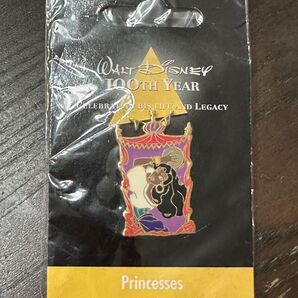 WALT DISNEY
100TH YEAR
CELEBRATING HIS LIFE AND LEGACY
Princesses